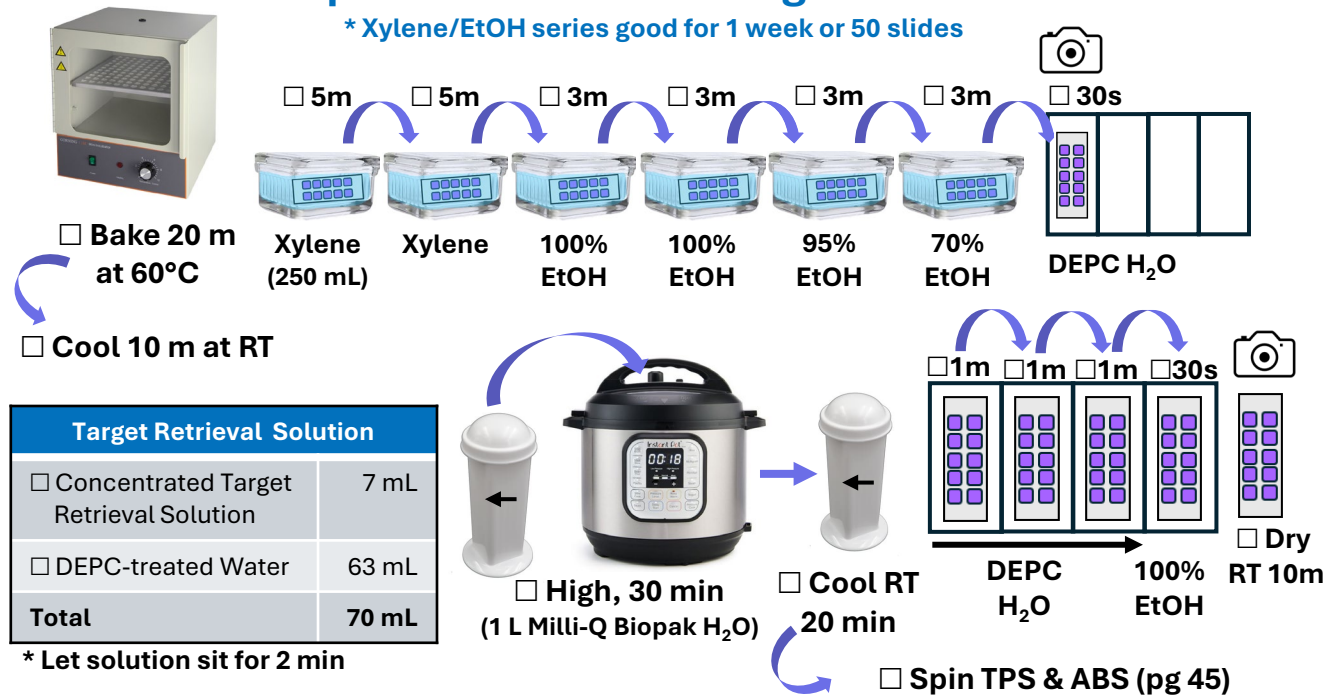 * Xylene/EtOH series good for 1 week or 50 slides
☐ 5m ☐ 5m ☐ 3m ☐ 3m ☐ 3m ☐ 3m ☐ 30s
Xylene
(250 mL)
Xylene
100%
EtOH
100%
EtOH
95%
EtOH
70%
EtOH
DEPC H₂O
☐ Bake 20 m
at 60°C
☐ Cool 10 m at RT
Target Retrieval Solution
☐ Concentrated Target
Retrieval Solution
7 mL
☐ DEPC-treated Water 63 mL
Total 70 mL
* Let solution sit for 2 min
Instant Pot
00:18
☐ High, 30 min
(1 L Milli-Q Biopak H₂O)
☐ Cool RT
20 min
☐1m ☐1m ☐1m ☐30s
DEPC
H₂O
100%
EtOH
☐ Dry
RT 10m
☐ Spin TPS & ABS (pg 45)